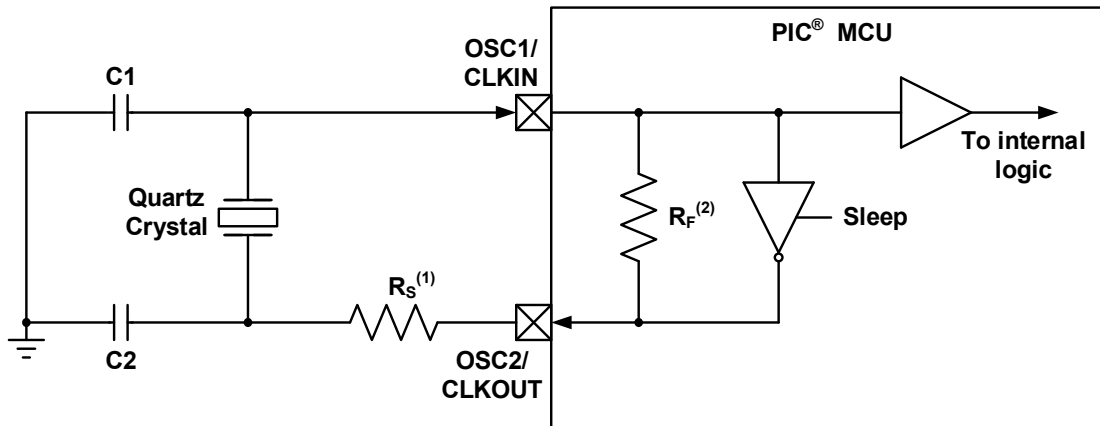 PIC® MCU
OSC1/
CLKIN
C1
To internal
logic
Quartz
Crystal
RF(2)
Sleep
RS(1)
C2
OSC2/
CLKOUT